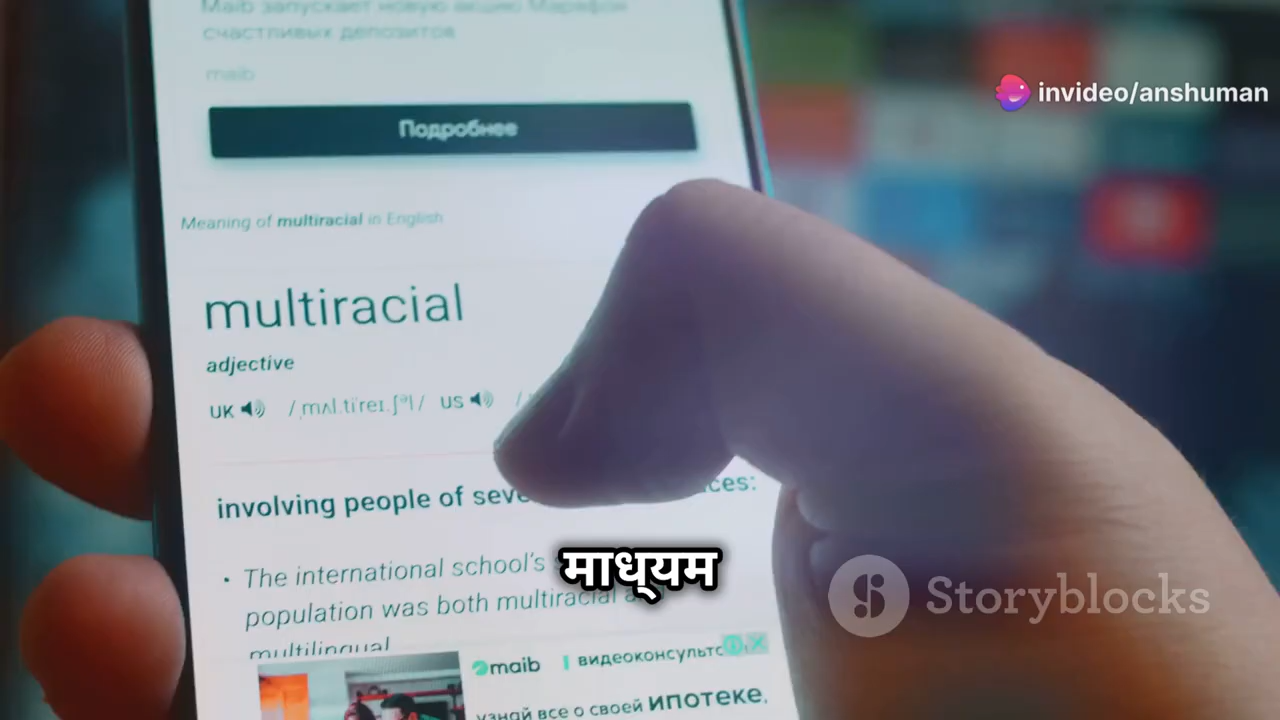 Maib запускает новую акцию Марафон
счастливых депозитов
maib
invideo/anshuman
Подробнее
Meaning of multiracial in English
multiracial
adjective
UK /ˌmʌl.tiˈreɪ.ʃəl/ US /
involving people of ces:
माध्यम
• The international school's
population was both multiracial
multilingual
Storyblocks
maib видеоконсульт
узнай все о своей ипотеке,